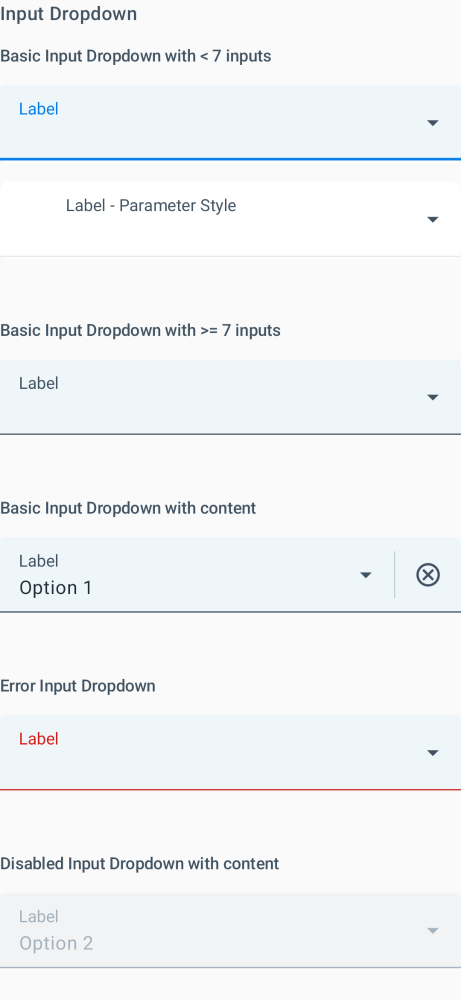 Input Dropdown
Basic Input Dropdown with < 7 inputs
Label
Label - Parameter Style
Basic Input Dropdown with >= 7 inputs
Label
Basic Input Dropdown with content
Label
Option 1
Error Input Dropdown
Label
Disabled Input Dropdown with content
Label
Option 2